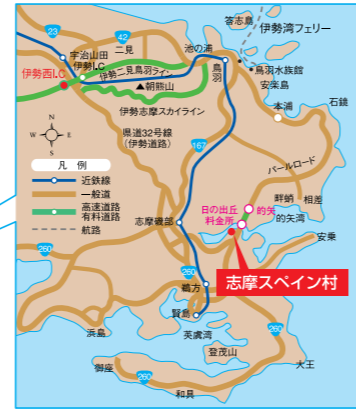 答志島
伊勢湾フェリー
23
42
二見
池の浦
宇治山田
伊勢I.C
鳥羽
鳥羽水族館
伊勢西I.C
伊勢二見鳥羽ライン
安楽島
▲朝熊山
石鏡
本浦
伊勢志摩スカイライン
N
W E
S
県道32号線
(伊勢道路)
167
パールロード
凡 例
近鉄線
一般道
高速道路
有料道路
航路
畔蛸
相差
日の出丘
料金所
的矢
的矢湾
志摩磯部
安乗
260
260
志摩スペイン村
鵜方
賢島
英虞湾
浜島
登茂山
260
御座
260
大王
和具